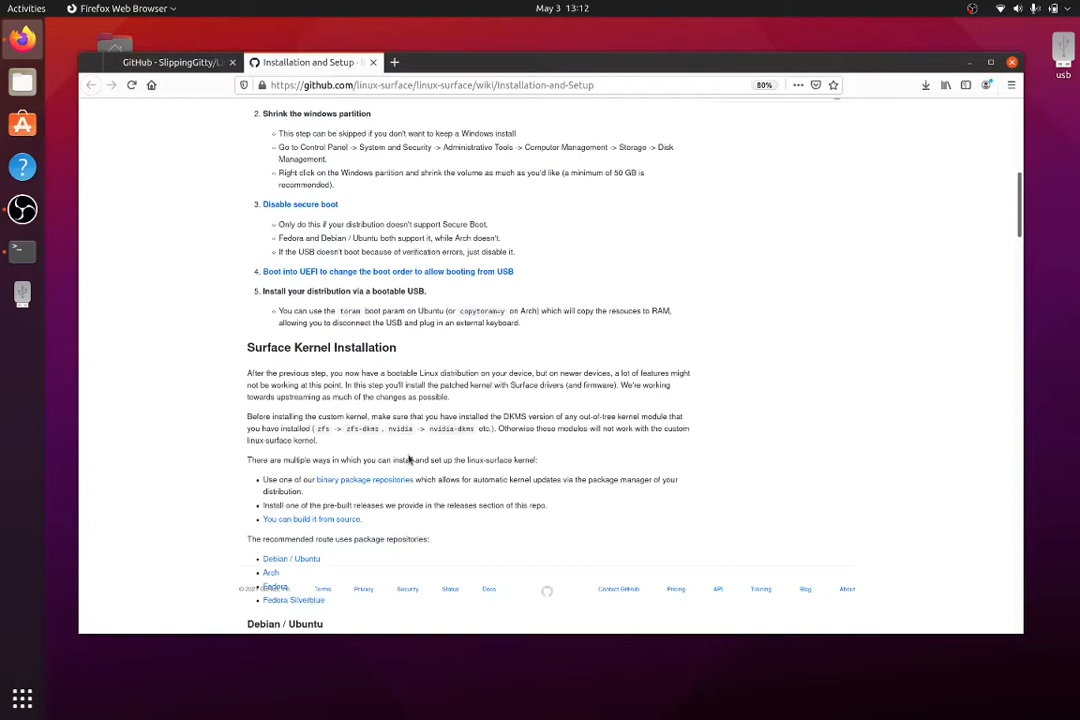 Activities
Firefox Web Browser
May 3 13:12
usb
GitHub - SlippingGitty/Li
Installation and Setup ·
https://github.com/linux-surface/linux-surface/wiki/Installation-and-Setup
80%
2. Shrink the windows partition
This step can be skipped if you don't want to keep a Windows install
Go to Control Panel -> System and Security -> Administrative Tools -> Computer Management -> Storage -> Disk
Management.
Right click on the Windows partition and shrink the volume as much as you'd like (a minimum of 50 GB is
recommended).
3. Disable secure boot
Only do this if your distribution doesn't support Secure Boot.
Fedora and Debian / Ubuntu both support it, while Arch doesn't.
If the USB doesn't boot because of verification errors, just disable it.
4. Boot into UEFI to change the boot order to allow booting from USB
5. Install your distribution via a bootable USB.
You can use the toram boot param on Ubuntu (or copytoram=y on Arch) which will copy the resouces to RAM,
allowing you to disconnect the USB and plug in an external keyboard.
Surface Kernel Installation
After the previous step, you now have a bootable Linux distribution on your device, but on newer devices, a lot of features might
not be working at this point. In this step you'll install the patched kernel with Surface drivers (and firmware). We're working
towards upstreaming as much of the changes as possible.
Before installing the custom kernel, make sure that you have installed the DKMS version of any out-of-tree kernel module that
you have installed ( zfs -> zfs-dkms, nvidia -> nvidia-dkms etc.). Otherwise these modules will not work with the custom
linux-surface kernel.
There are multiple ways in which you can install and set up the linux-surface kernel:
Use one of our binary package repositories which allows for automatic kernel updates via the package manager of your
distribution.
Install one of the pre-built releases we provide in the releases section of this repo.
You can build it from source.
The recommended route uses package repositories:
Debian / Ubuntu
Arch
Fedora
© 2021 GitHub, Inc. Terms Privacy Security Status Docs Contact GitHub Pricing API Training Blog About
Fedora Silverblue
Debian / Ubuntu